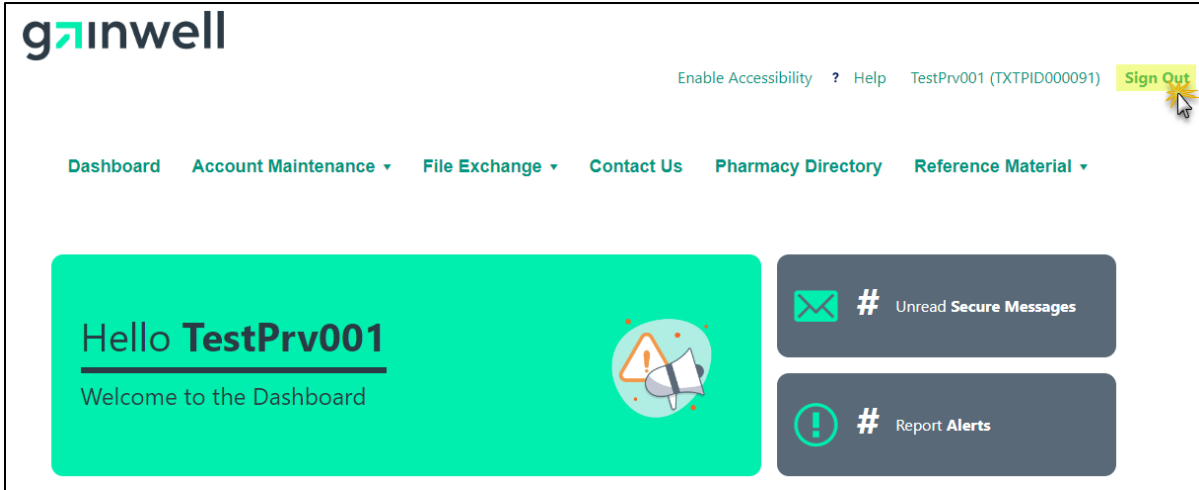 gainwell
Enable Accessibility ? Help TestPrv001 (TXTPID000091) Sign Out
Dashboard Account Maintenance File Exchange Contact Us Pharmacy Directory Reference Material
Hello TestPrv001
Welcome to the Dashboard
# Unread Secure Messages
# Report Alerts